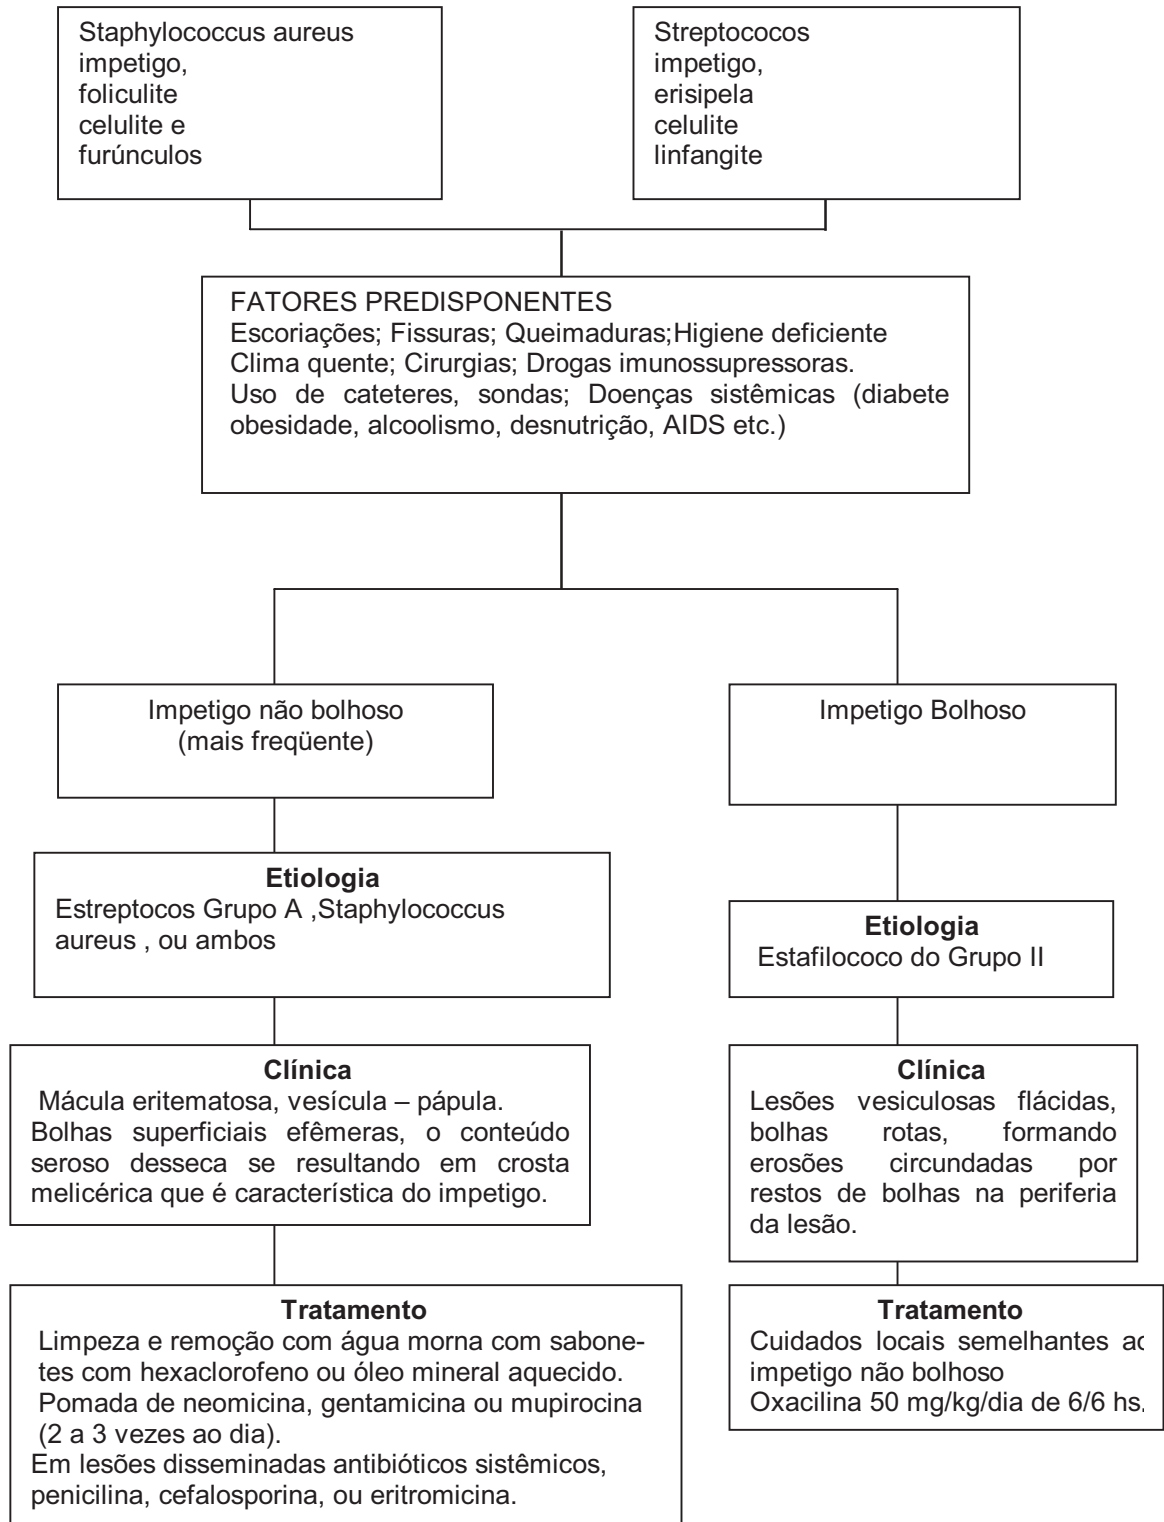 Staphylococcus aureus
impetigo,
foliculite
celulite e
furúnculos
Streptococos
impetigo,
erisipela
celulite
linfangite
FATORES PREDISPONENTES
Escoriações; Fissuras; Queimaduras;Higiene deficiente
Clima quente; Cirurgias; Drogas imunossupressoras.
Uso de cateteres, sondas; Doenças sistêmicas (diabete
obesidade, alcoolismo, desnutrição, AIDS etc.)
Impetigo não bolhoso
(mais freqüente)
Impetigo Bolhoso
Etiologia
Estreptocos Grupo A ,Staphylococcus
aureus , ou ambos
Etiologia
Estafilococo do Grupo II
Clínica
Mácula eritematosa, vesícula – pápula.
Bolhas superficiais efêmeras, o conteúdo
seroso desseca se resultando em crosta
melicérica que é característica do impetigo.
Clínica
Lesões vesiculosas flácidas,
bolhas rotas, formando
erosões circundadas por
restos de bolhas na periferia
da lesão.
Tratamento
Limpeza e remoção com água morna com sabone-
tes com hexaclorofeno ou óleo mineral aquecido.
Pomada de neomicina, gentamicina ou mupirocina
(2 a 3 vezes ao dia).
Em lesões disseminadas antibióticos sistêmicos,
penicilina, cefalosporina, ou eritromicina.
Tratamento
Cuidados locais semelhantes ao
impetigo não bolhoso
Oxacilina 50 mg/kg/dia de 6/6 hs.